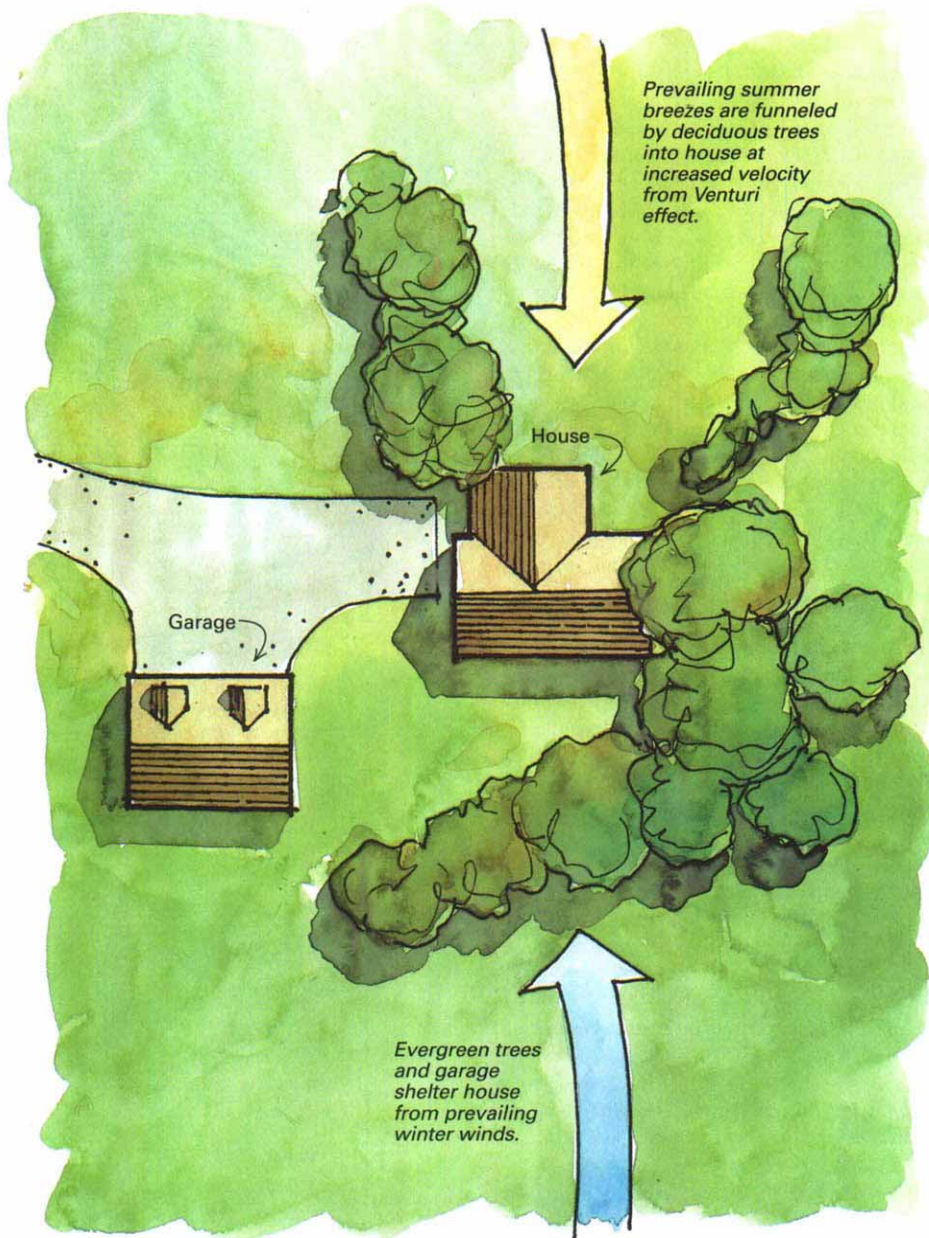 Prevailing summer
breezes are funneled
by deciduous trees
into house at
increased velocity
from Venturi
effect.
House
Garage
Evergreen trees
and garage
shelter house
from prevailing
winter winds.